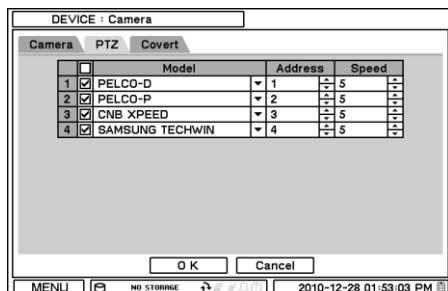 DEVICE : Camera
Camera PTZ Covert
Model Address Speed
1 PELCO-D 1 5
2 PELCO-P 2 5
3 CNB XPEED 3 5
4 SAMSUNG TECHWIN 4 5
OK Cancel
MENU NO STORAGE 2010-12-28 01:53:03 PM